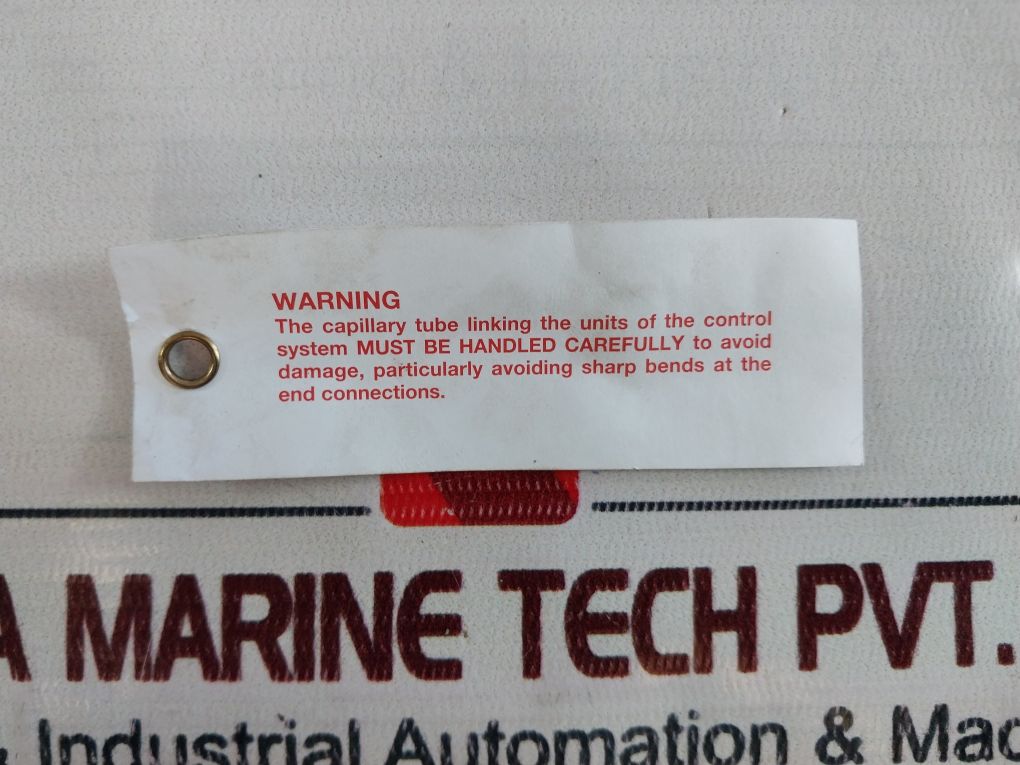 WARNING
The capillary tube linking the units of the control
system MUST BE HANDLED CAREFULLY to avoid
damage, particularly avoiding sharp bends at the
end connections.
A MARINE TECH PVT.
& Industrial Automation & Mac